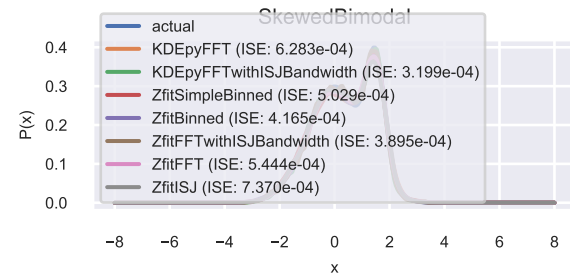 SkewedBimodal
actual
KDEpyFFT (ISE: 6.283e-04)
KDEpyFFTwithISJBandwidth (ISE: 3.199e-04)
ZfitSimpleBinned (ISE: 5.029e-04)
ZfitBinned (ISE: 4.165e-04)
ZfitFFTwithISJBandwidth (ISE: 3.895e-04)
ZfitFFT (ISE: 5.444e-04)
ZfitISJ (ISE: 7.370e-04)
P(x)
0.4
0.3
0.2
0.1
0.0
−8 −6 −4 −2 0 2 4 6 8
x